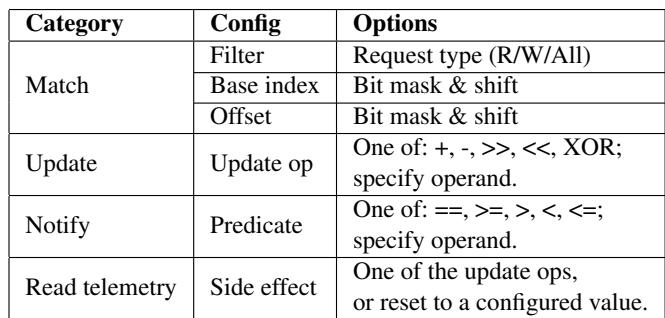 Category Config Options
Match Filter Request type (R/W/All)
Base index Bit mask & shift
Offset Bit mask & shift
Update Update op One of: +, -, >>, <<, XOR;
specify operand.
Notify Predicate One of: ==, >=, >, <, <=;
specify operand.
Read telemetry Side effect One of the update ops,
or reset to a configured value.